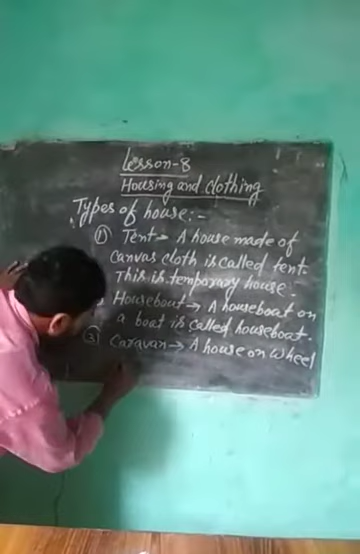 Lesson-8
Housing and clothing
Types of house:-
① Tent → A house made of
canvas cloth is called tent.
This is temporary house.
Houseboat → A houseboat on
a boat is called houseboat.
③ Caravan → A house on wheel